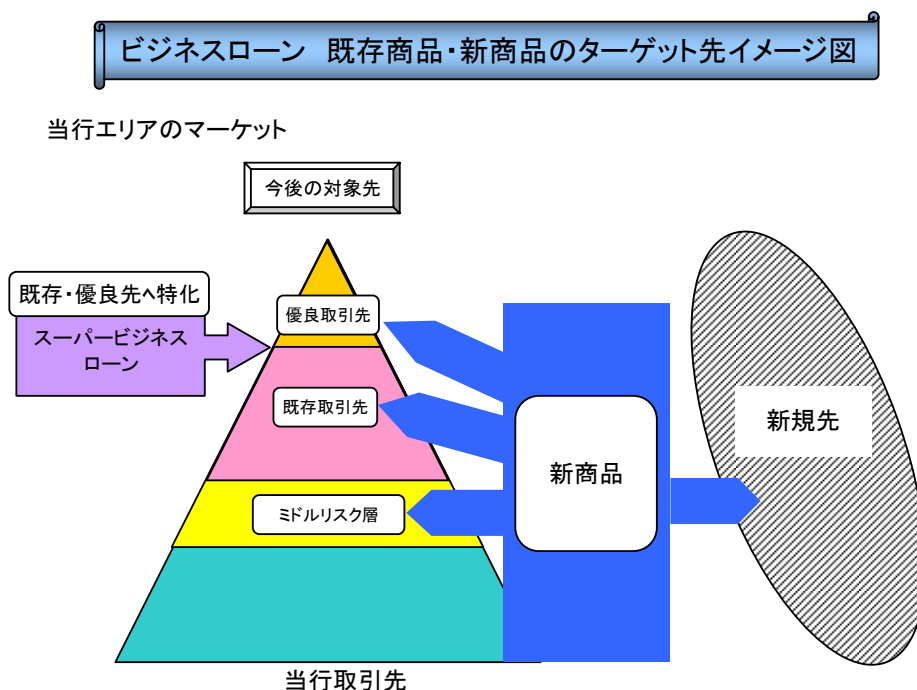 ビジネスローン 既存商品・新商品のターゲット先イメージ図
当行エリアのマーケット
今後の対象先
既存・優良先へ特化
スーパービジネス
ローン
優良取引先
既存取引先
ミドルリスク層
新商品
新規先
当行取引先